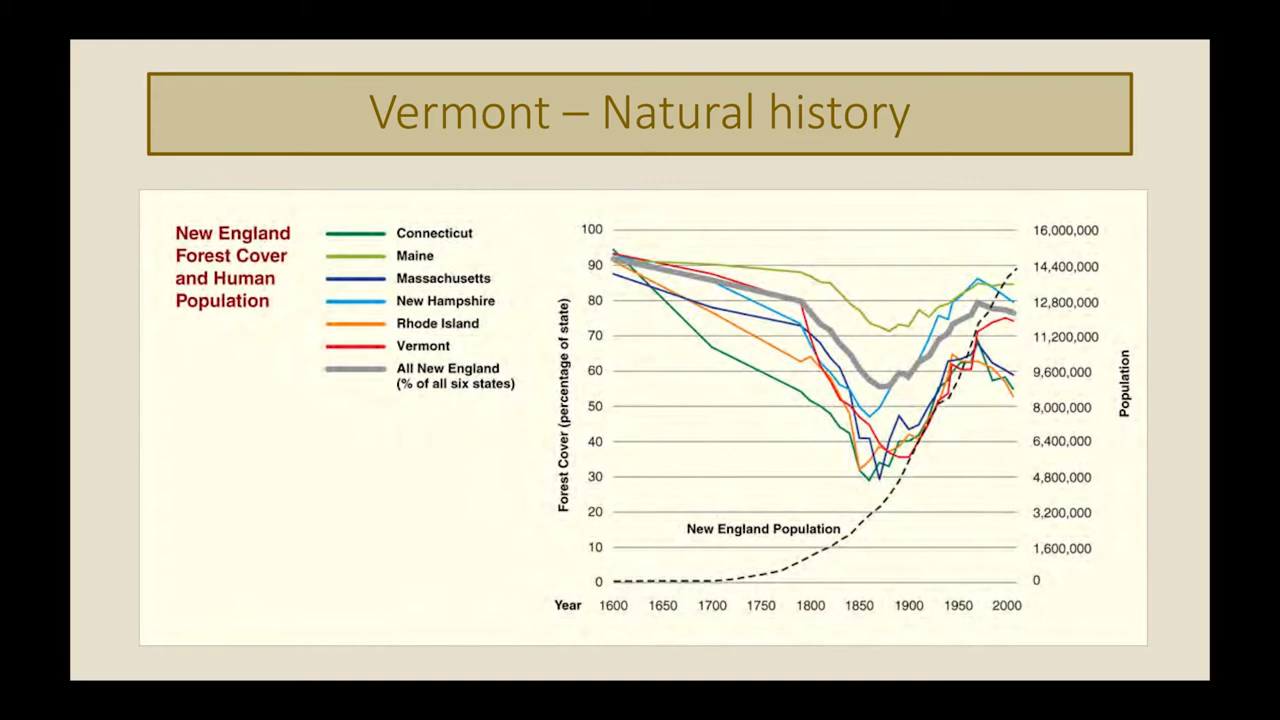 Vermont – Natural history
New England
Forest Cover
and Human
Population
Connecticut
Maine
Massachusetts
New Hampshire
Rhode Island
Vermont
All New England
(% of all six states)
Forest Cover (percentage of state)
100
90
80
70
60
50
40
30
20
10
0
New England Population
16,000,000
14,400,000
12,800,000
11,200,000
9,600,000
8,000,000
6,400,000
4,800,000
3,200,000
1,600,000
0
Population
Year 1600 1650 1700 1750 1800 1850 1900 1950 2000